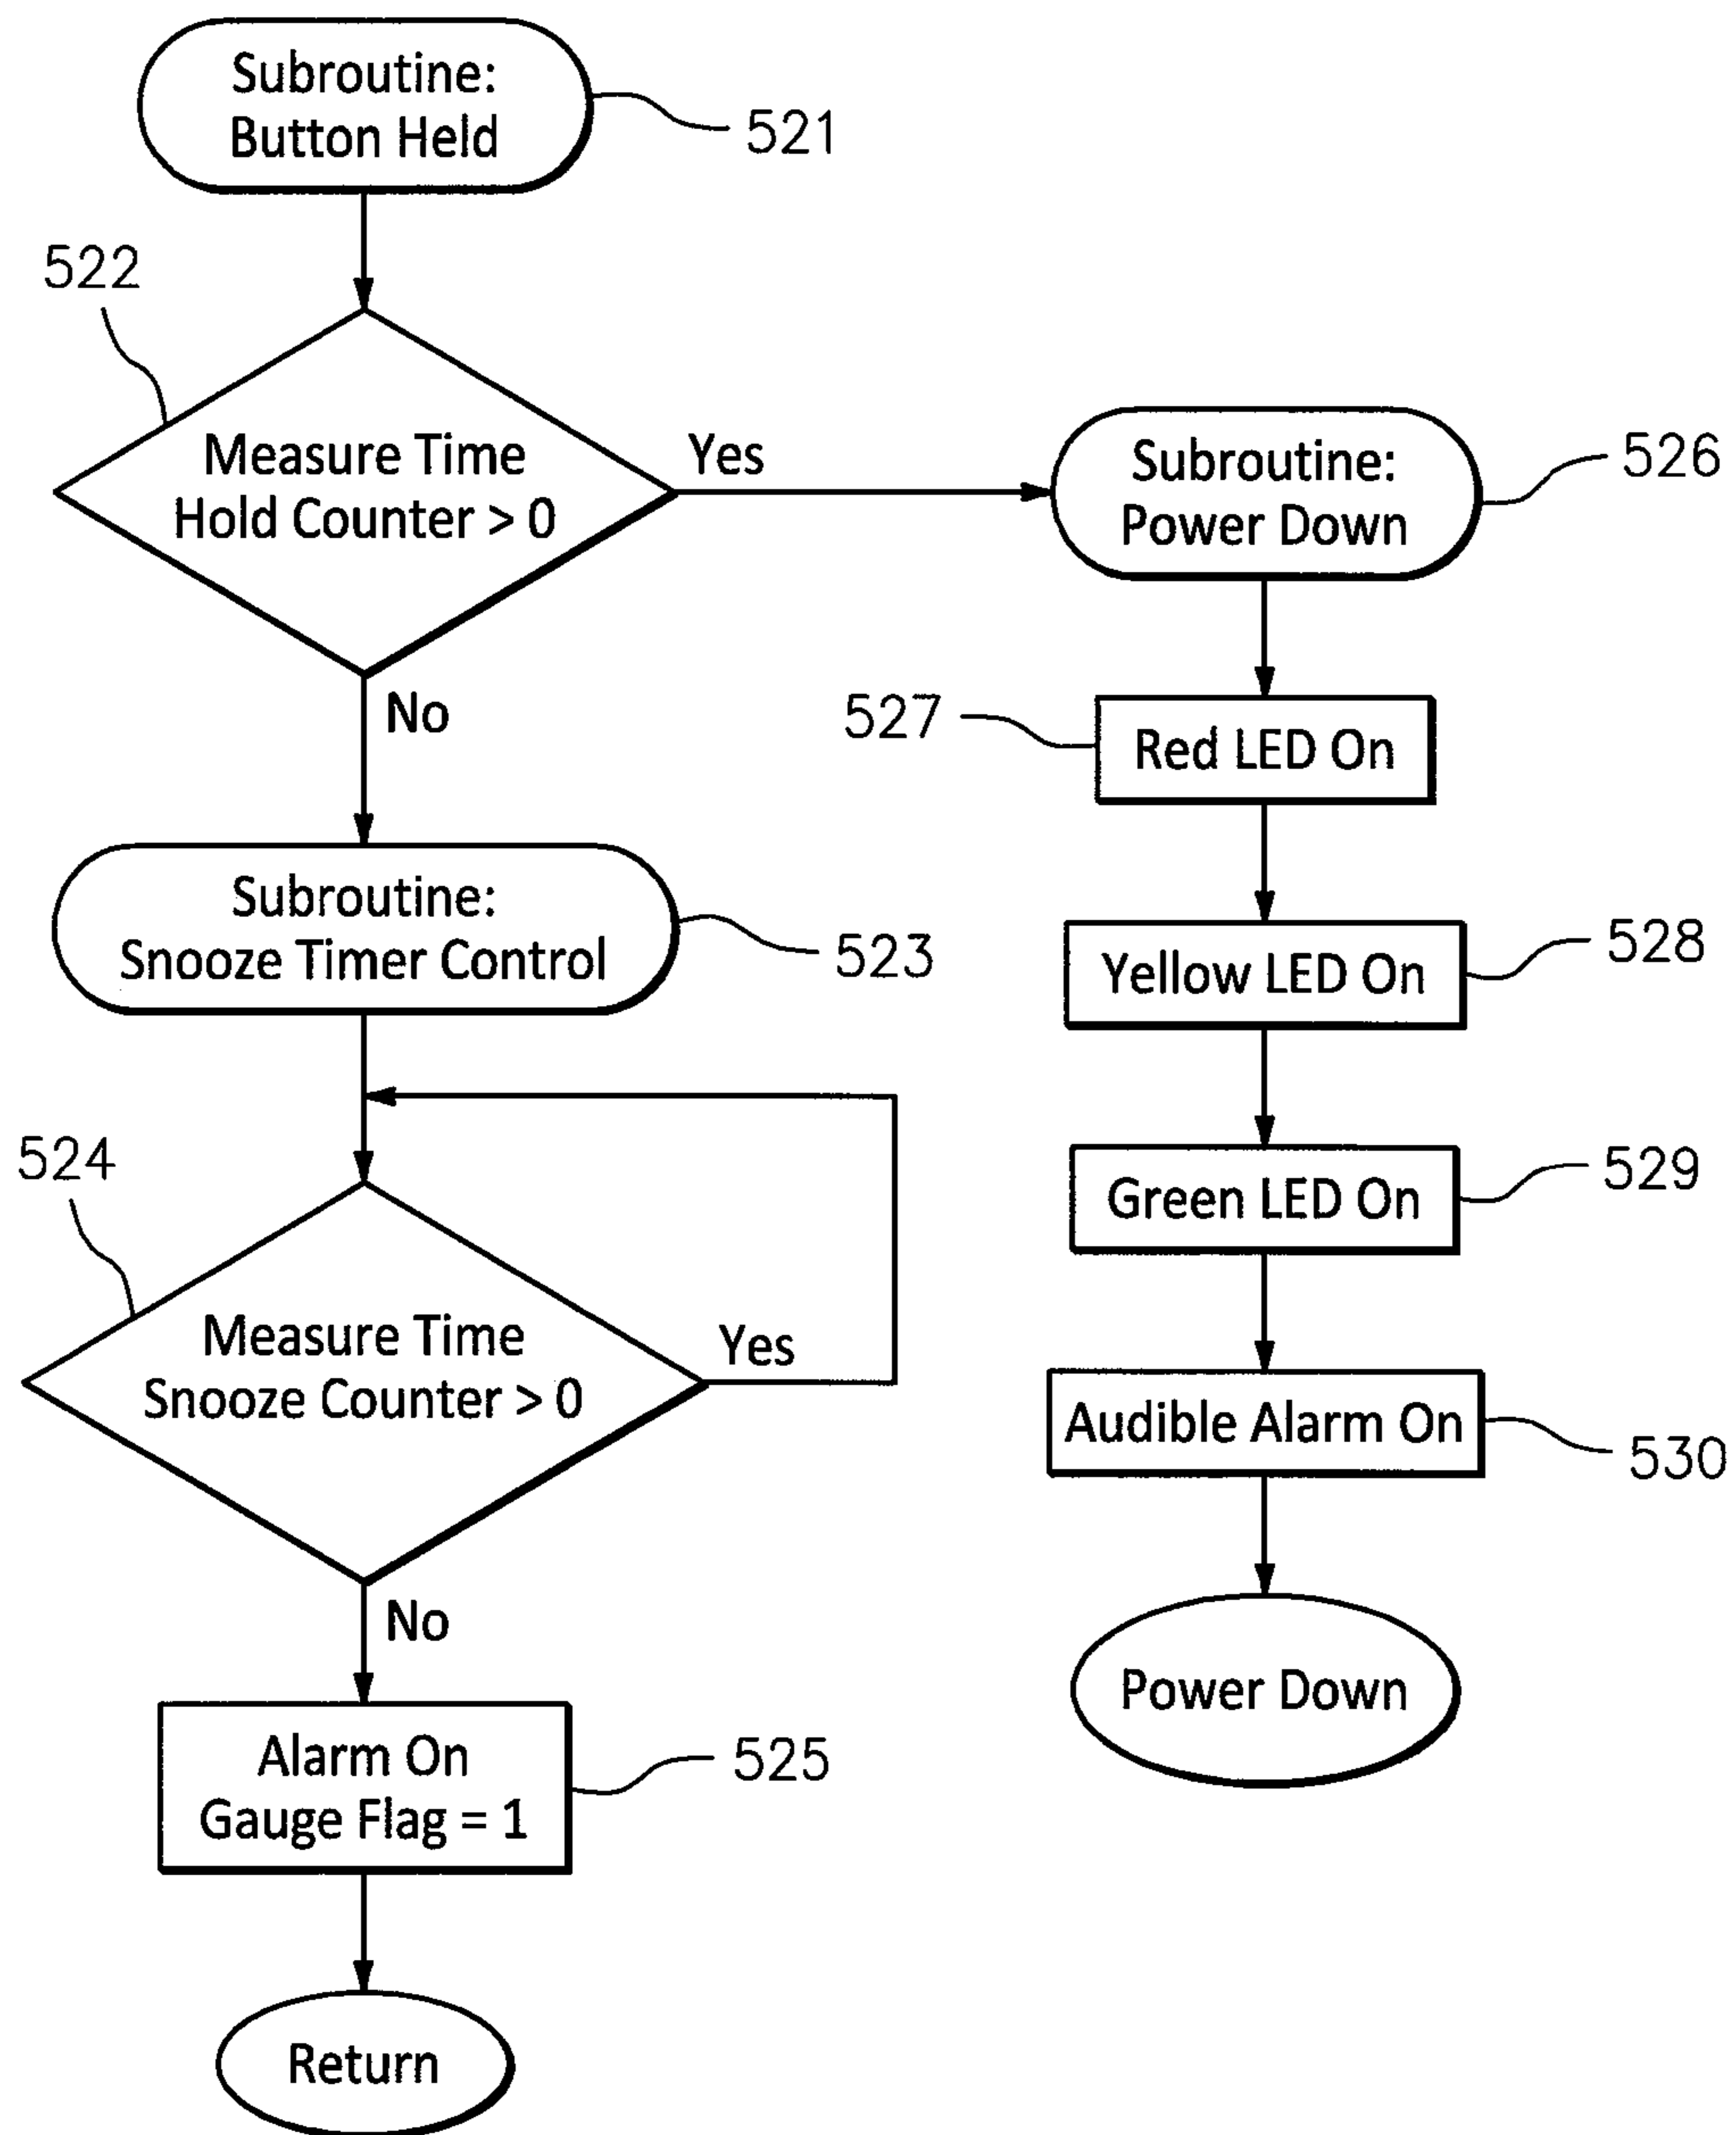 Subroutine:
Button Held
521
522
Measure Time
Hold Counter > 0
Yes
No
Subroutine:
Snooze Timer Control
523
524
Measure Time
Snooze Counter > 0
Yes
No
Alarm On
Gauge Flag = 1
525
Return
Subroutine:
Power Down
526
527
Red LED On
Yellow LED On
528
Green LED On
529
Audible Alarm On
530
Power Down